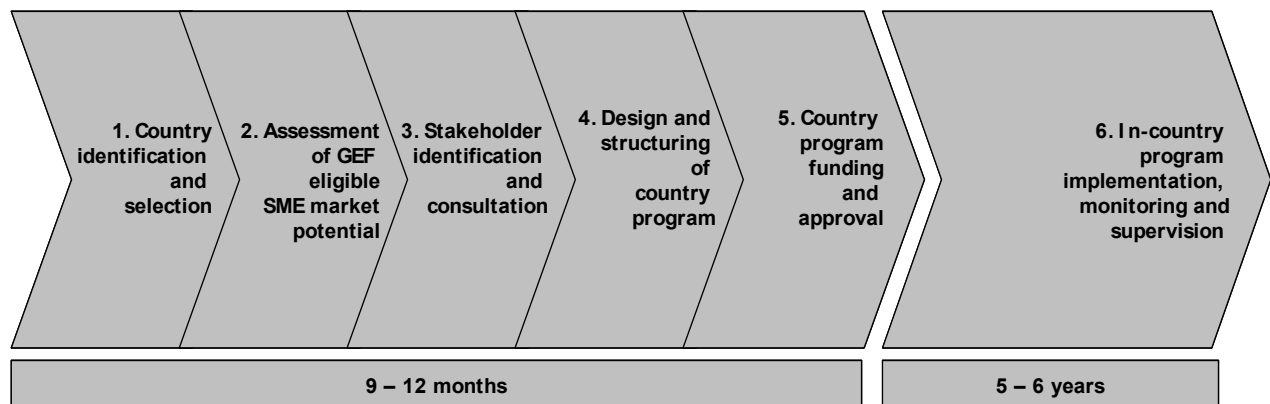 1. Country
identification
and
selection
2. Assessment
of GEF
eligible
SME market
potential
3. Stakeholder
identification
and
consultation
4. Design and
structuring
of
country
program
5. Country
program
funding
and
approval
6. In-country
program
implementation,
monitoring and
supervision
9 – 12 months
5 – 6 years